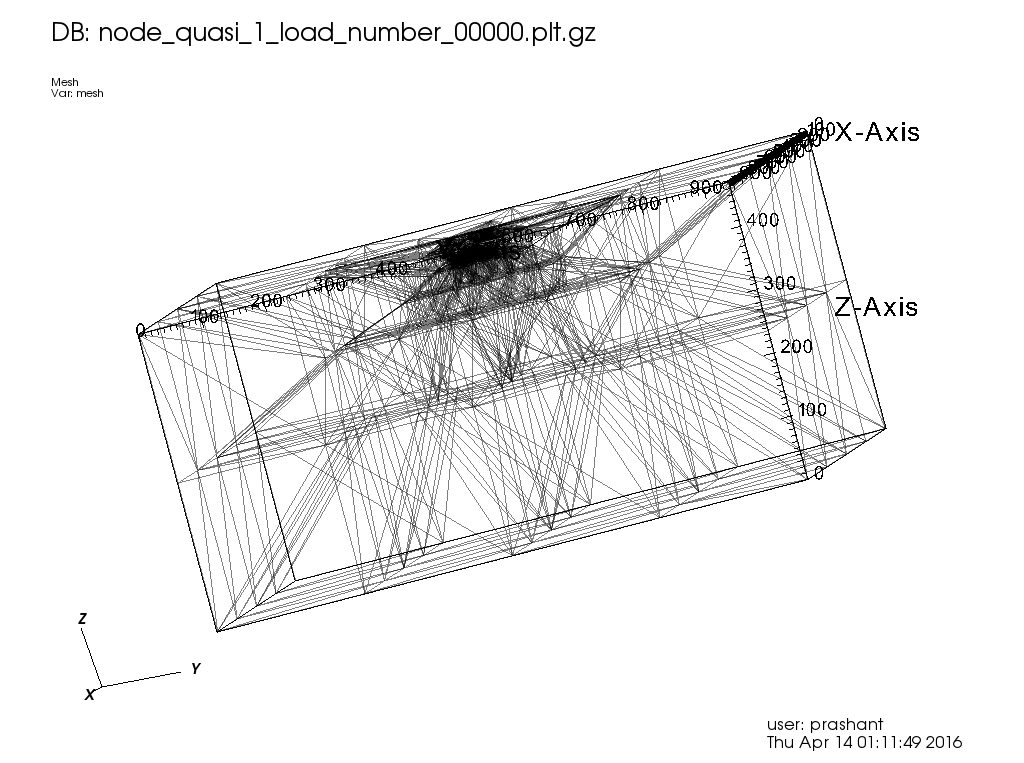 DB: node_quasi_1_load_number_00000.plt.gz
Mesh
Var: mesh
X-Axis
0
900
800
700
400
300
200
100
0
400
300
Z-Axis
200
100
0
Z
Y
X
user: prashant
Thu Apr 14 01:11:49 2016